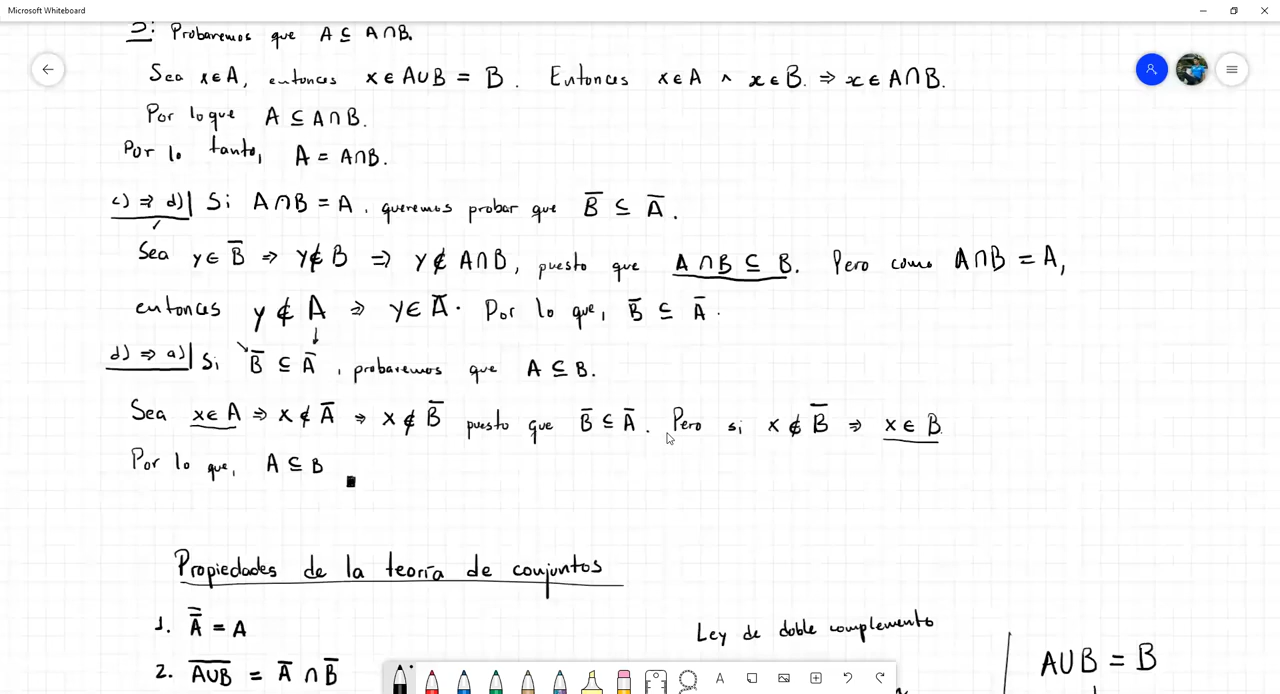 Microsoft Whiteboard
⊇: Probaremos que A ⊆ A∩B.
Sea x∈A, entonces x∈A∪B = B. Entonces x∈A ∧ x∈B. ⇒ x∈A∩B.
Por lo que A ⊆ A∩B.
Por lo tanto, A = A∩B.
c) ⇒ d)| Si A∩B = A, queremos probar que B̅ ⊆ A̅.
Sea y∈ B̅ ⇒ y∉B ⇒ y∉ A∩B, puesto que A∩B ⊆ B. Pero como A∩B = A,
entonces y∉A ⇒ y∈A̅. Por lo que, B̅ ⊆ A̅.
d) ⇒ a)| Si B̅ ⊆ A̅, probaremos que A ⊆ B.
Sea x∈A ⇒ x∉A̅ ⇒ x∉B̅ puesto que B̅ ⊆ A̅. Pero si x∉B̅ ⇒ x∈B.
Por lo que, A ⊆ B ■
Propiedades de la teoría de conjuntos
1. A̿ = A Ley de doble complemento
2. A̅∪̅B̅ = A̅ ∩ B̅
A∪B = B